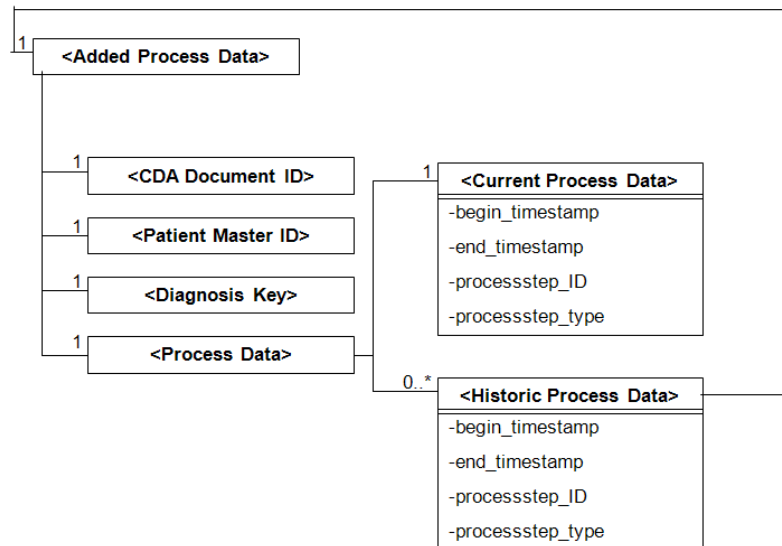 1
<Added Process Data>
1
<CDA Document ID>
1
<Patient Master ID>
1
<Diagnosis Key>
1
<Process Data>
1
<Current Process Data>
-begin_timestamp
-end_timestamp
-processstep_ID
-processstep_type
0..*
<Historic Process Data>
-begin_timestamp
-end_timestamp
-processstep_ID
-processstep_type